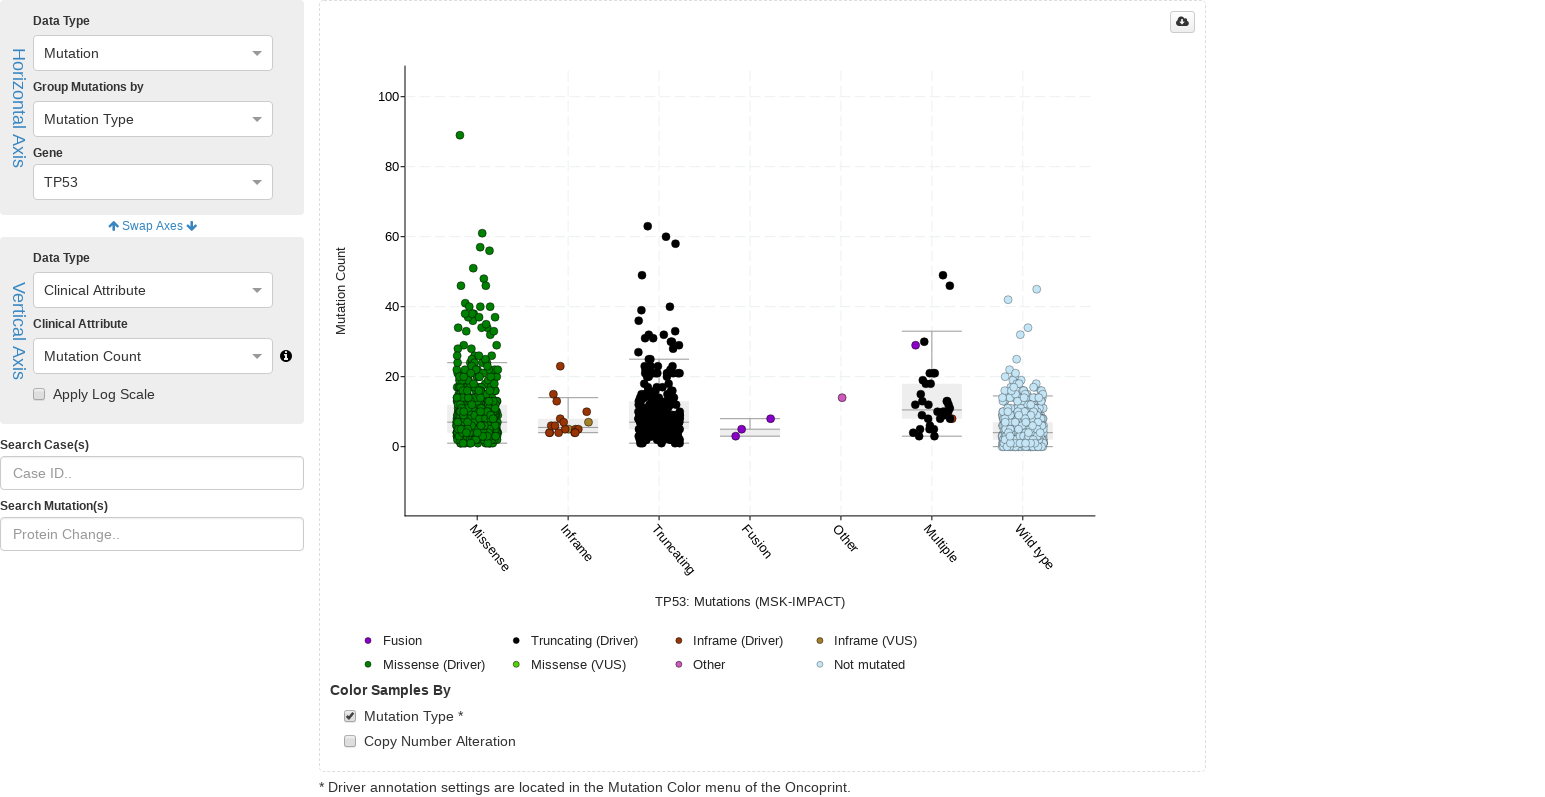 Horizontal Axis
Data Type
Mutation
Group Mutations by
Mutation Type
Gene
TP53
Swap Axes
Vertical Axis
Data Type
Clinical Attribute
Clinical Attribute
Mutation Count
Apply Log Scale
Search Case(s)
Case ID..
Search Mutation(s)
Protein Change..
Mutation Count
100
80
60
40
20
0
Missense
Inframe
Truncating
Fusion
Other
Multiple
Wild type
TP53: Mutations (MSK-IMPACT)
Fusion
Truncating (Driver)
Inframe (Driver)
Inframe (VUS)
Missense (Driver)
Missense (VUS)
Other
Not mutated
Color Samples By
Mutation Type *
Copy Number Alteration
* Driver annotation settings are located in the Mutation Color menu of the Oncoprint.